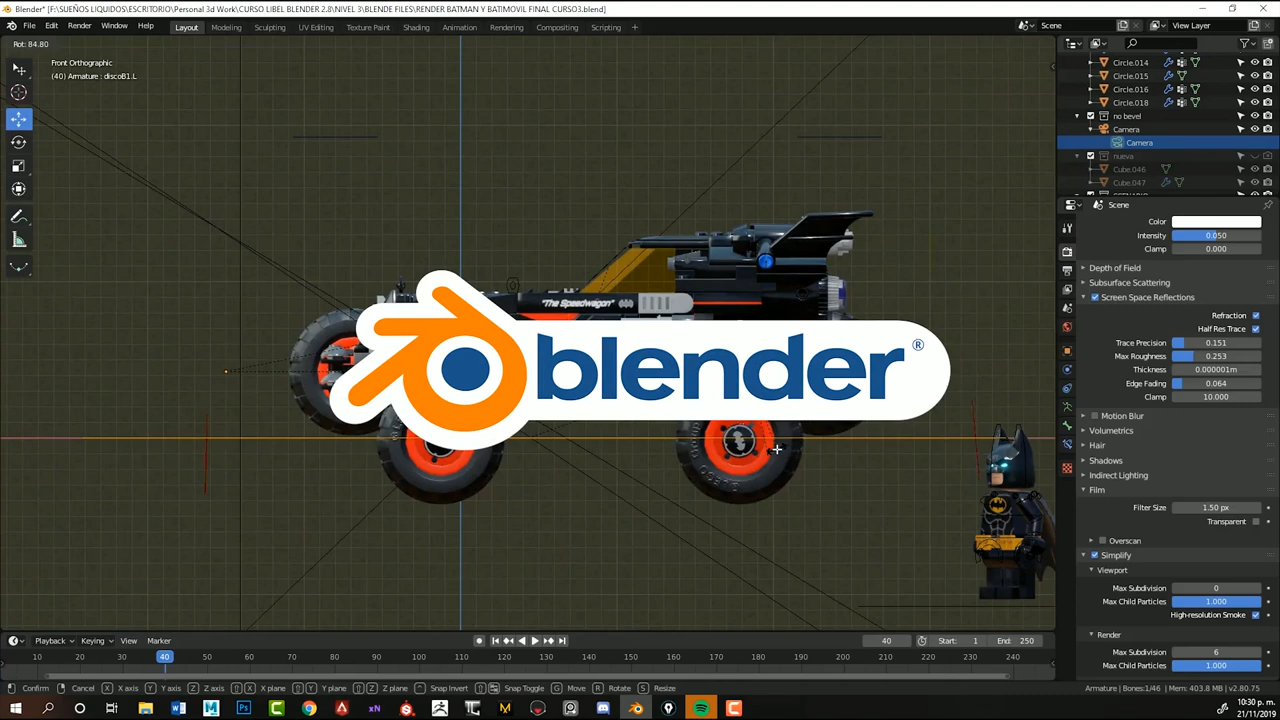 Blender* [F:\SUEÑOS LIQUIDOS\ESCRITORIO\Personal 3d Work\CURSO LIBEL BLENDER 2.8\NIVEL 3\BLENDE FILES\RENDER BATMAN Y BATIMOVIL FINAL CURSO3.blend]
File Edit Render Window Help Layout Modeling Sculpting UV Editing Texture Paint Shading Animation Rendering Compositing Scripting + Scene View Layer
Rot: 84.80
Front Orthographic
(40) Armature : discoB1.L
Circle.014
Circle.015
Circle.016
Circle.018
no bevel
Camera
Camera
nueva
Cube.046
Cube.047
Scene
Color
Intensity 0.050
Clamp 0.000
Depth of Field
Subsurface Scattering
Screen Space Reflections
Refraction
Half Res Trace
Trace Precision 0.151
Max Roughness 0.253
Thickness 0.000001m
Edge Fading 0.064
Clamp 10.000
Motion Blur
Volumetrics
Hair
Shadows
Indirect Lighting
Film
Filter Size 1.50 px
Transparent
Overscan
Simplify
Viewport
Max Subdivision 0
Max Child Particles 1.000
High-resolution Smoke
Render
Max Subdivision 6
Max Child Particles 1.000
"The Speedwagon"
blender®
Playback Keying View Marker 40 Start: 1 End: 250
10 20 30 40 50 60 70 80 90 100 110 120 130 140 150 160 170 180 190 200 210 220 230 240
Confirm Cancel X X axis Y Y axis Z Z axis X X plane Y Y plane Z Z plane Snap Invert Snap Toggle G Move R Rotate S Resize Armature | Bones:1/46 | Mem: 403.8 MB | v2.80.75
10:30 p. m.
21/11/2019